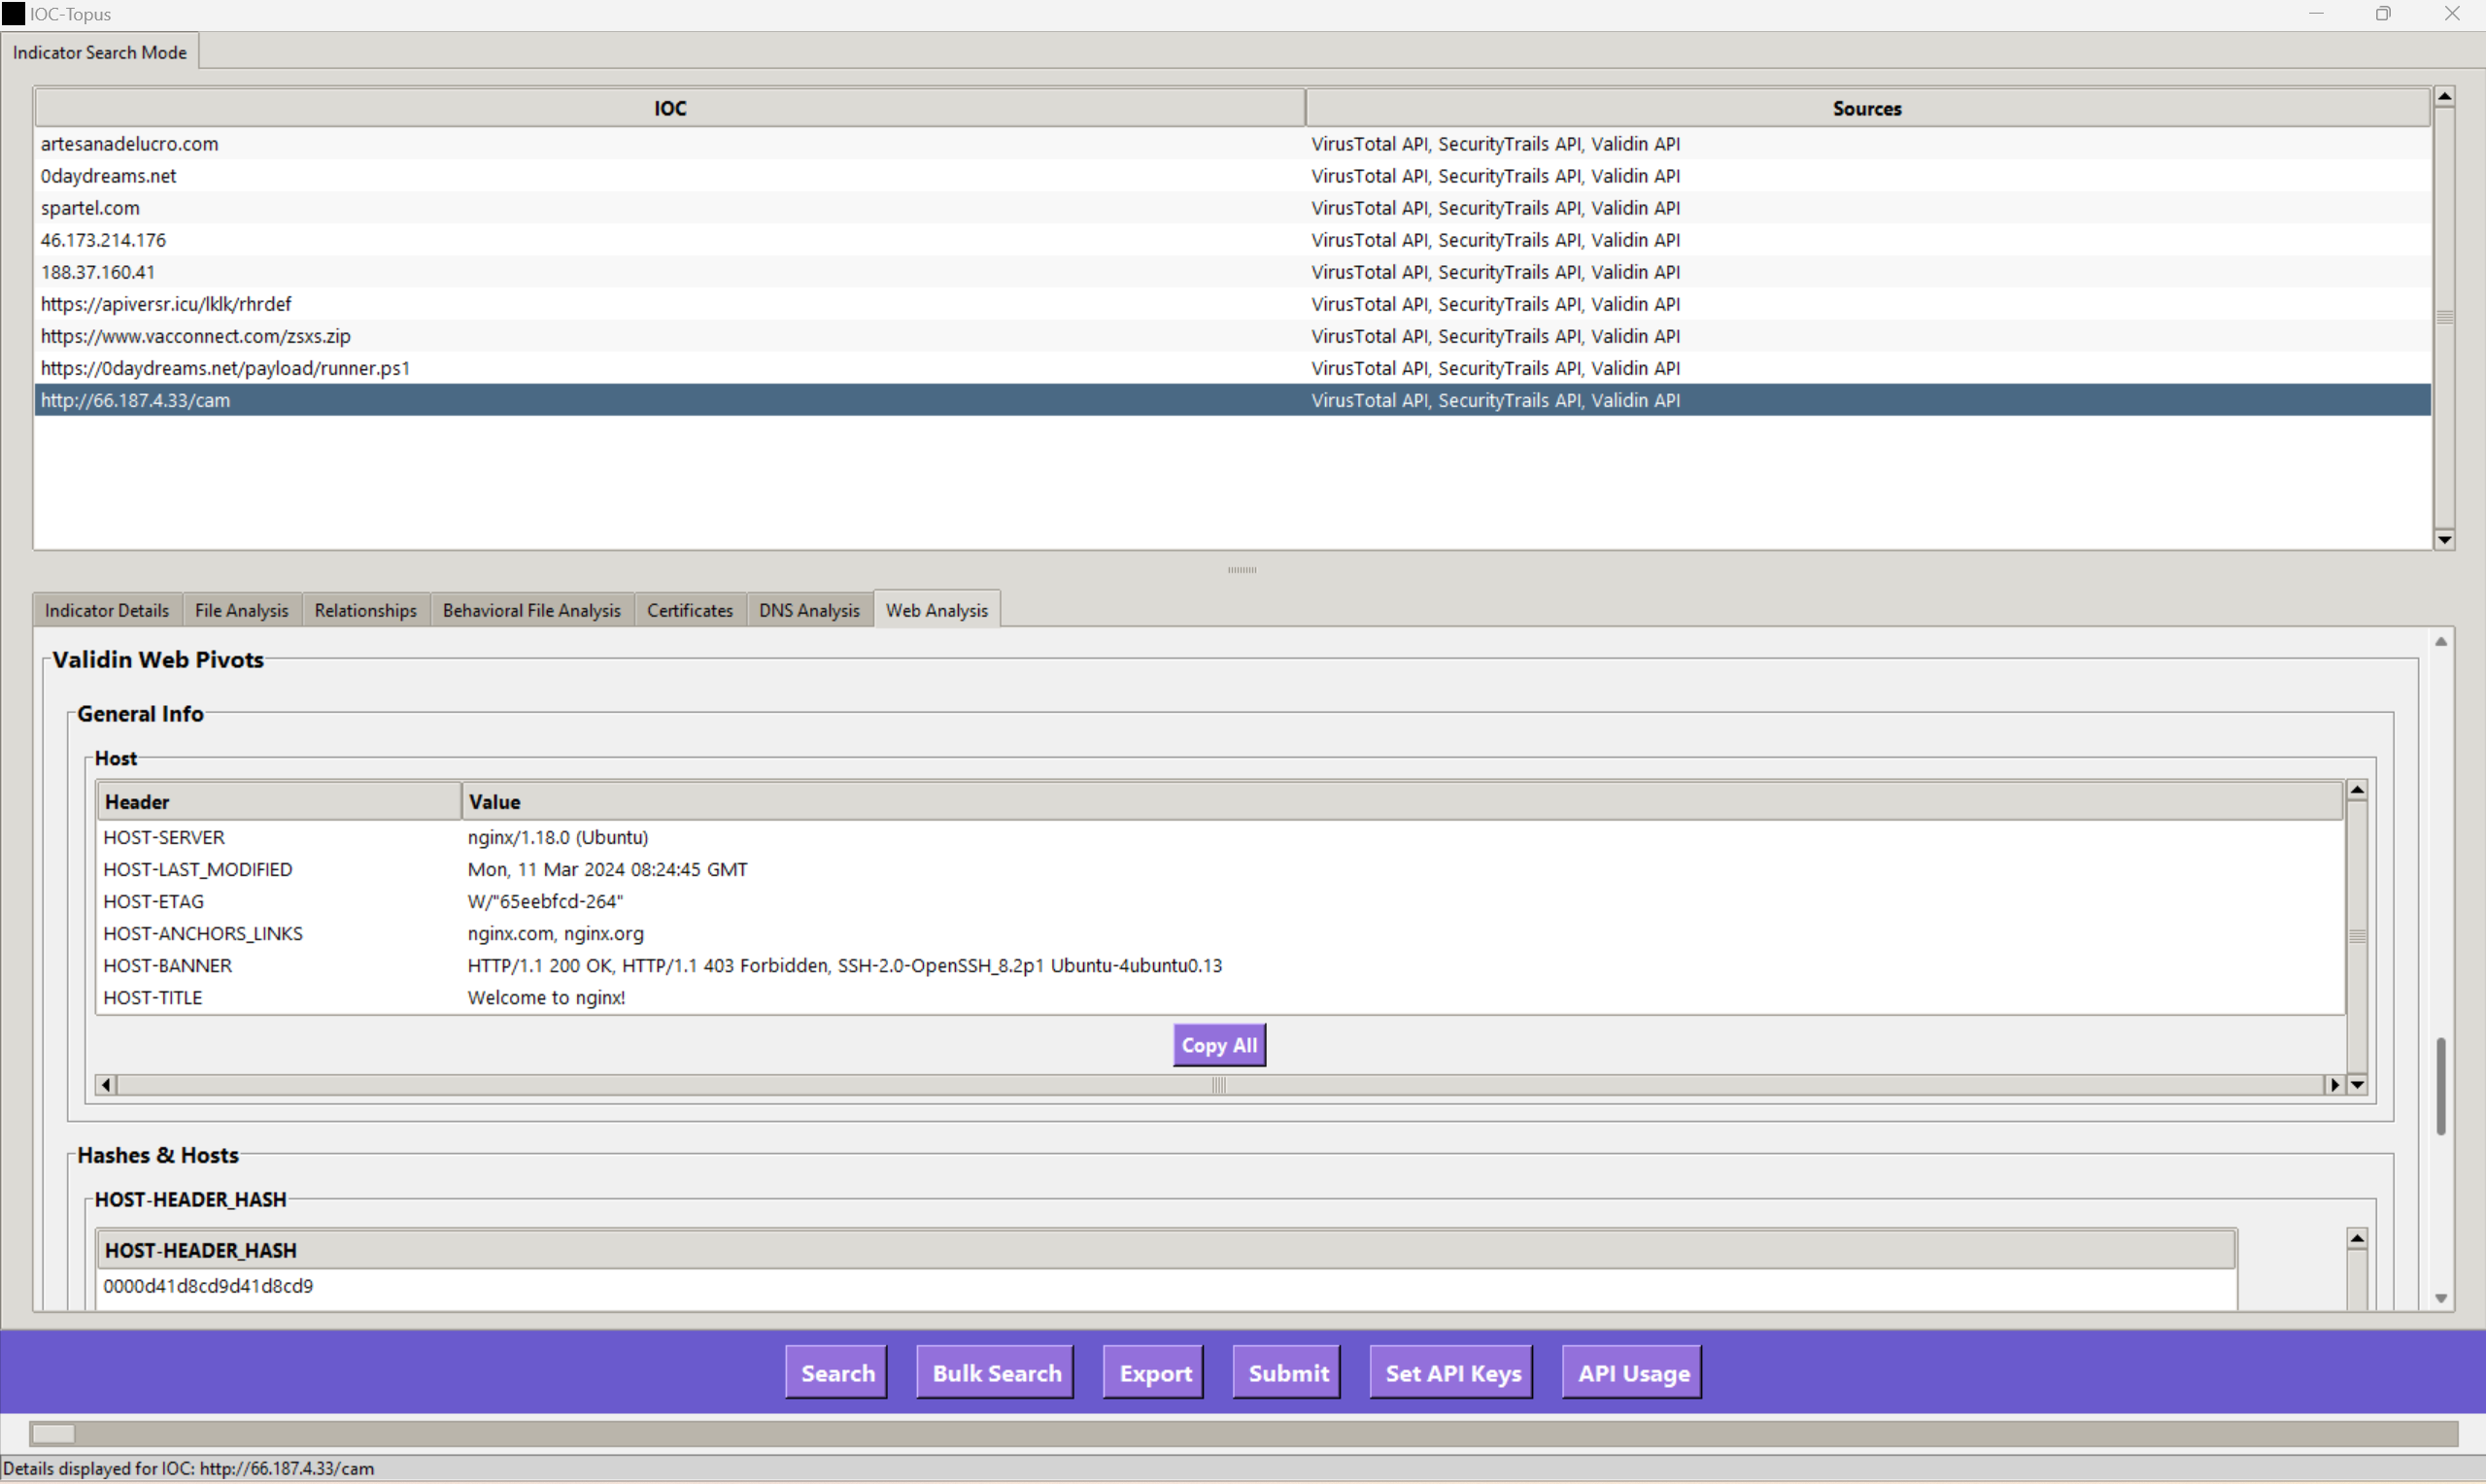 IOC-Topus
Indicator Search Mode
IOC Sources
artesanadelucro.com VirusTotal API, SecurityTrails API, Validin API
0daydreams.net VirusTotal API, SecurityTrails API, Validin API
spartel.com VirusTotal API, SecurityTrails API, Validin API
46.173.214.176 VirusTotal API, SecurityTrails API, Validin API
188.37.160.41 VirusTotal API, SecurityTrails API, Validin API
https://apiversr.icu/lklk/rhrdef VirusTotal API, SecurityTrails API, Validin API
https://www.vacconnect.com/zsxs.zip VirusTotal API, SecurityTrails API, Validin API
https://0daydreams.net/payload/runner.ps1 VirusTotal API, SecurityTrails API, Validin API
http://66.187.4.33/cam VirusTotal API, SecurityTrails API, Validin API
Indicator Details File Analysis Relationships Behavioral File Analysis Certificates DNS Analysis Web Analysis
Validin Web Pivots
General Info
Host
Header Value
HOST-SERVER nginx/1.18.0 (Ubuntu)
HOST-LAST_MODIFIED Mon, 11 Mar 2024 08:24:45 GMT
HOST-ETAG W/"65eebfcd-264"
HOST-ANCHORS_LINKS nginx.com, nginx.org
HOST-BANNER HTTP/1.1 200 OK, HTTP/1.1 403 Forbidden, SSH-2.0-OpenSSH_8.2p1 Ubuntu-4ubuntu0.13
HOST-TITLE Welcome to nginx!
Copy All
Hashes & Hosts
HOST-HEADER_HASH
HOST-HEADER_HASH
0000d41d8cd9d41d8cd9
Search Bulk Search Export Submit Set API Keys API Usage
Details displayed for IOC: http://66.187.4.33/cam